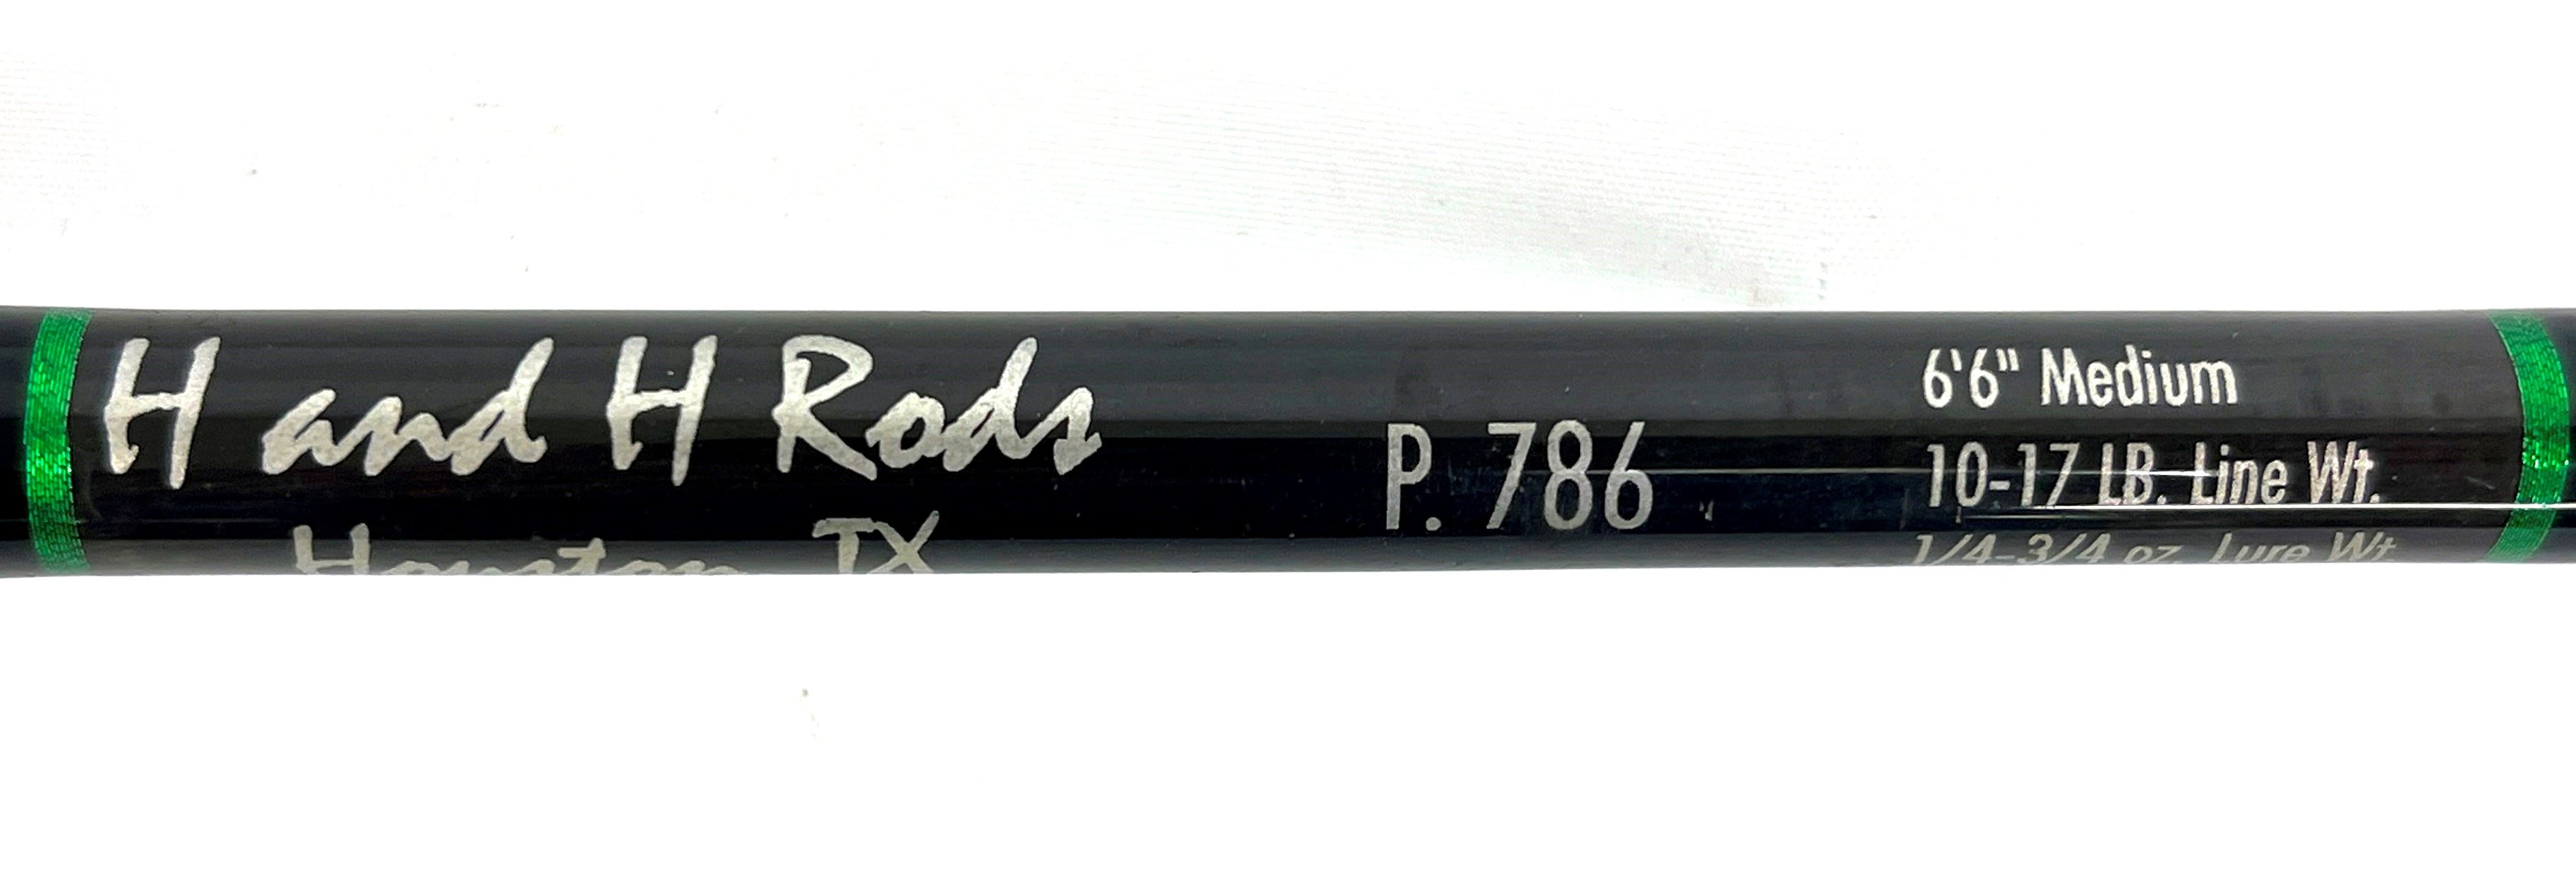 H and H Rods
Houston, TX
P. 786
6'6" Medium
10-17 LB. Line Wt.
1/4-3/4 oz. Lure Wt.